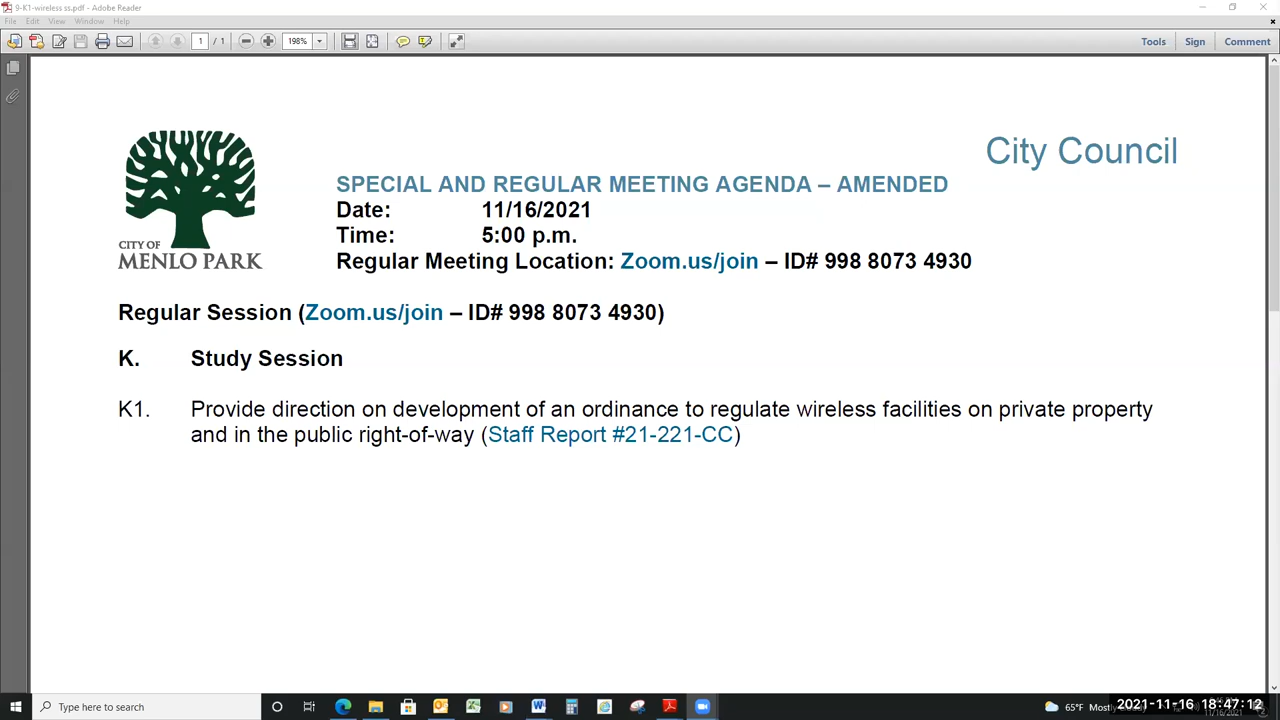 9-K1-wireless ss.pdf - Adobe Reader
File Edit View Window Help
1 / 1 198% Tools Sign Comment
City Council
SPECIAL AND REGULAR MEETING AGENDA – AMENDED
Date: 11/16/2021
Time: 5:00 p.m.
Regular Meeting Location: Zoom.us/join – ID# 998 8073 4930
CITY OF
MENLO PARK
Regular Session (Zoom.us/join – ID# 998 8073 4930)
K. Study Session
K1. Provide direction on development of an ordinance to regulate wireless facilities on private property
and in the public right-of-way (Staff Report #21-221-CC)
Type here to search
65°F
2021-11-16 18:47:12